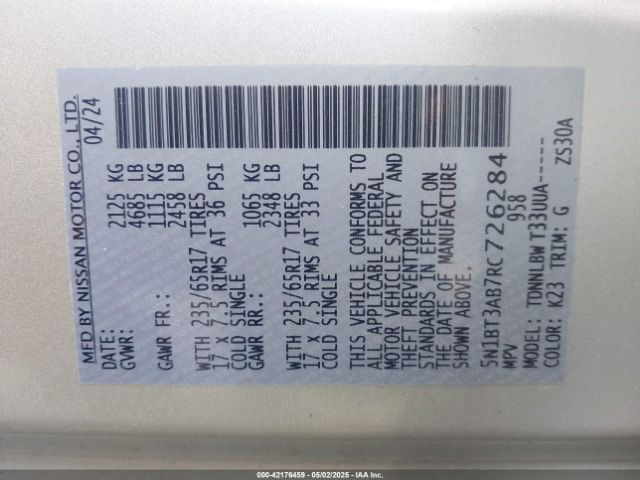 MFD BY NISSAN MOTOR CO., LTD.
DATE: 04/24
GVWR: 2125 KG
4685 LB
GAWR FR.: 1115 KG
2458 LB
WITH 235/65R17 TIRES
17 x 7.5 RIMS AT 36 PSI
COLD SINGLE
GAWR RR.: 1065 KG
2348 LB
WITH 235/65R17 TIRES
17 x 7.5 RIMS AT 33 PSI
COLD SINGLE
THIS VEHICLE CONFORMS TO
ALL APPLICABLE FEDERAL
MOTOR VEHICLE SAFETY AND
THEFT PREVENTION
STANDARDS IN EFFECT ON
THE DATE OF MANUFACTURE
SHOWN ABOVE.
5N1BT3AB7RC726284
MPV 958
MODEL: TDNNLBW T33UUA-----
COLOR: K23 TRIM: G ZS30A
000-42176459 - 05/02/2025 - IAA Inc.